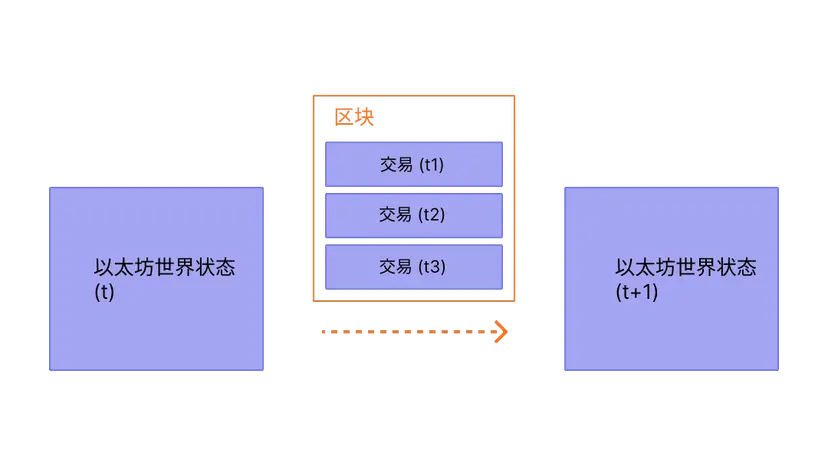 区块
交易 (t1)
交易 (t2)
交易 (t3)
以太坊世界状态
(t)
以太坊世界状态
(t+1)